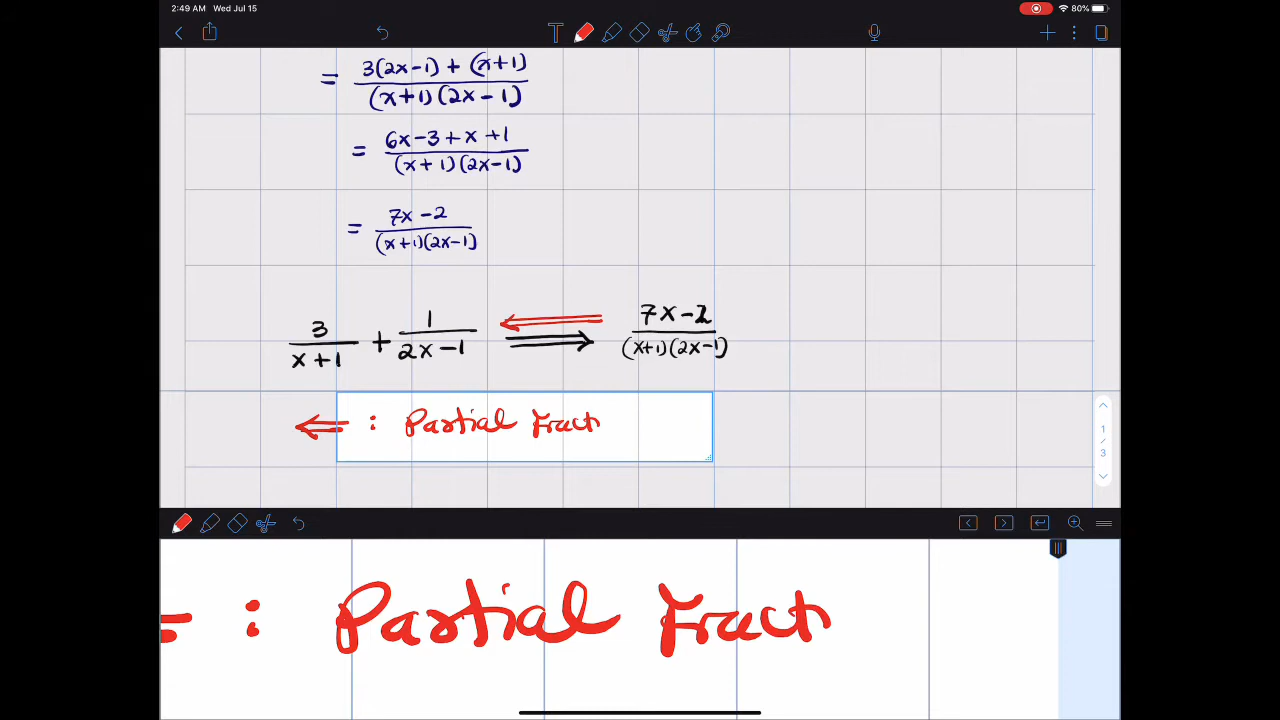 2:49 AM Wed Jul 15 80%
= 3(2x-1) + (x+1) / (x+1)(2x-1)
= 6x-3+x+1 / (x+1)(2x-1)
= 7x-2 / (x+1)(2x-1)
3 / x+1 + 1 / 2x-1 ⇐ ⇒ 7x-2 / (x+1)(2x-1)
⇐ : Partial Fract
1 / 3
: Partial Fract